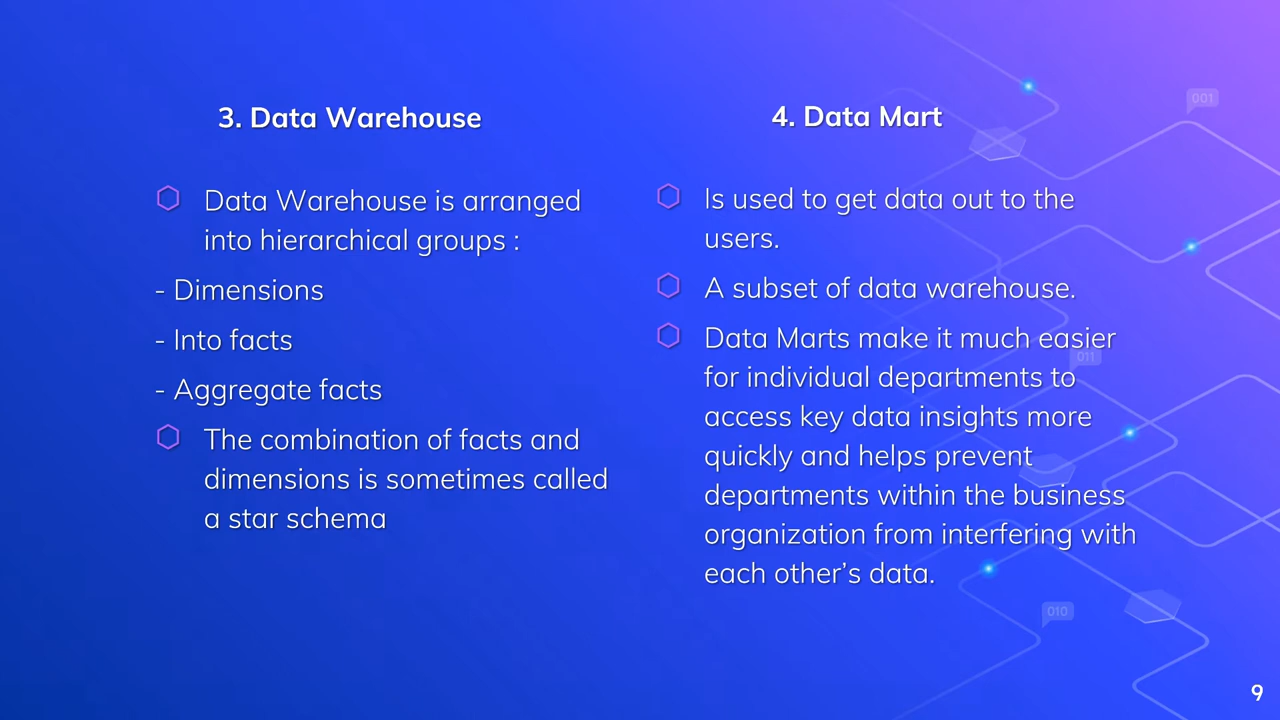 3. Data Warehouse
Data Warehouse is arranged
into hierarchical groups :
- Dimensions
- Into facts
- Aggregate facts
The combination of facts and
dimensions is sometimes called
a star schema
4. Data Mart
Is used to get data out to the
users.
A subset of data warehouse.
Data Marts make it much easier
for individual departments to
access key data insights more
quickly and helps prevent
departments within the business
organization from interfering with
each other’s data.
001
011
010
9